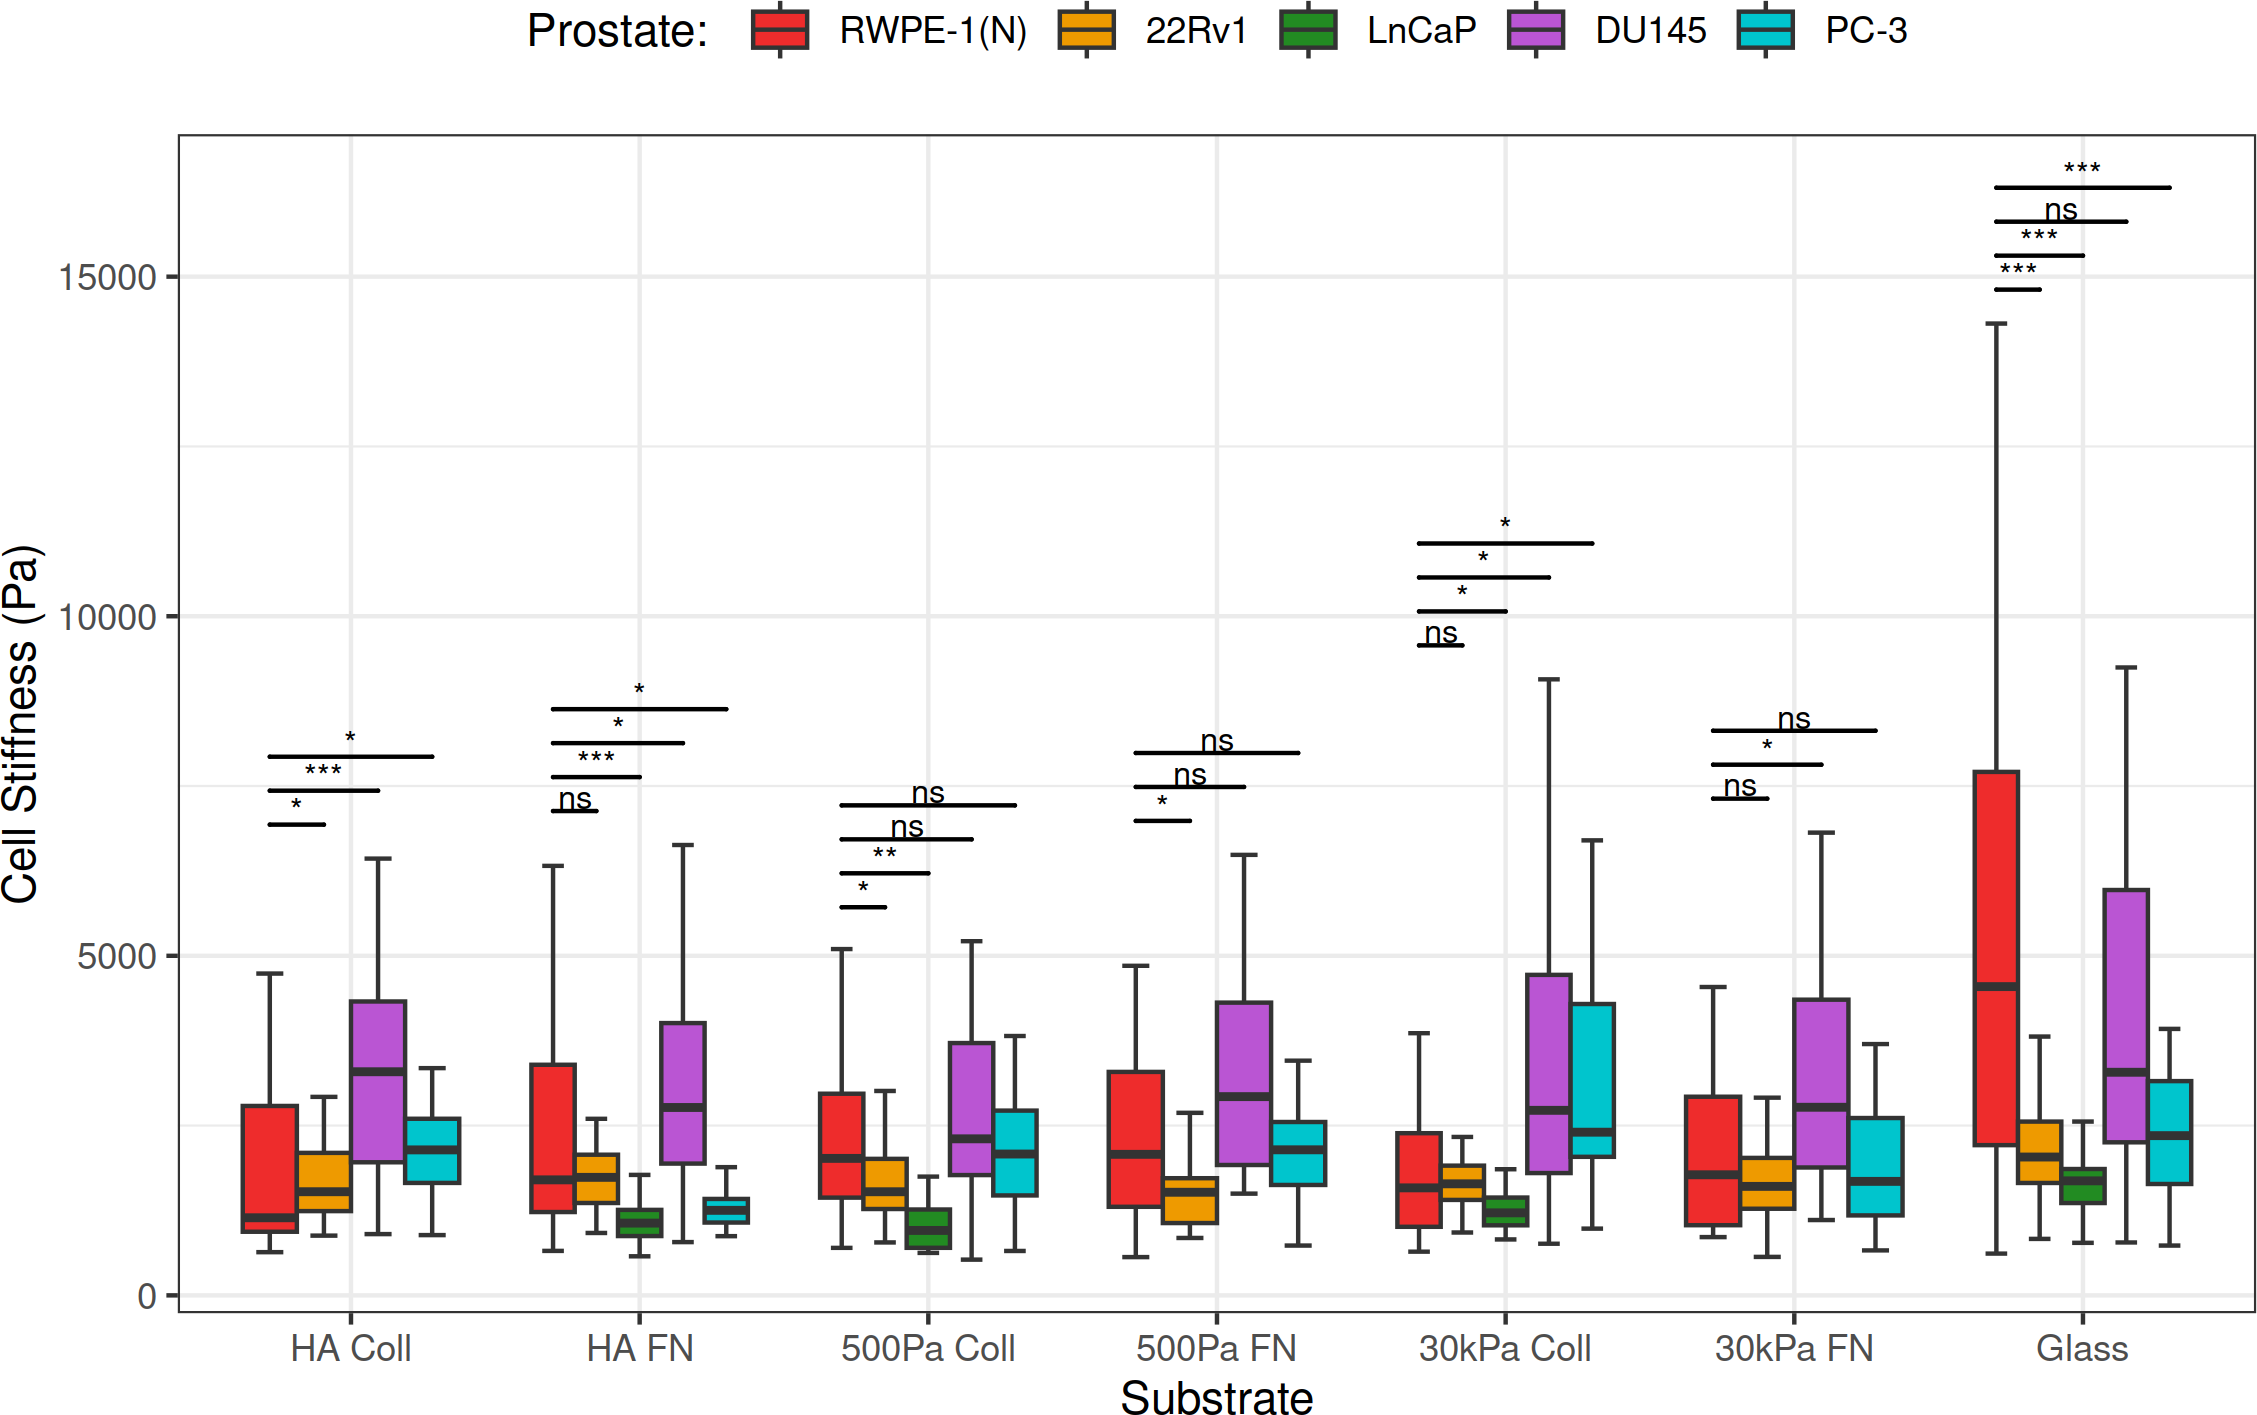 Prostate: RWPE-1(N) 22Rv1 LnCaP DU145 PC-3
Cell Stiffness (Pa)
15000
10000
5000
0
*
***
*
*
*
***
ns
ns
ns
**
*
ns
ns
*
*
*
*
ns
ns
*
ns
***
ns
***
***
HA Coll HA FN 500Pa Coll 500Pa FN 30kPa Coll 30kPa FN Glass
Substrate